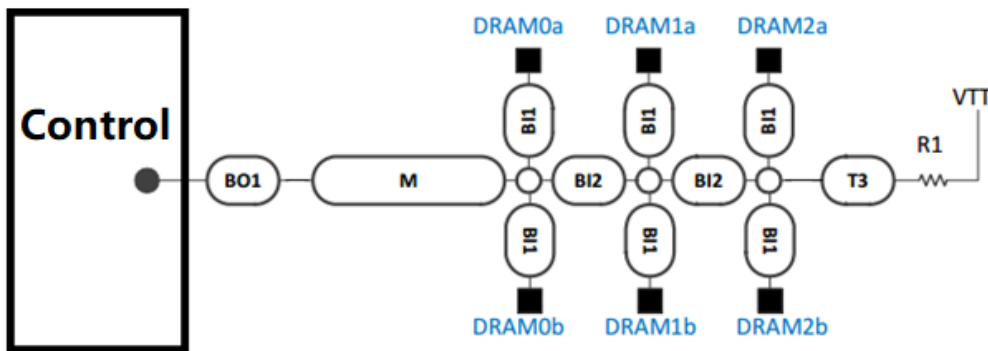 DRAM0a DRAM1a DRAM2a
BI1 BI1 BI1
VTT
R1
Control
BO1 M BI2 BI2 T3
BI1 BI1 BI1
DRAM0b DRAM1b DRAM2b